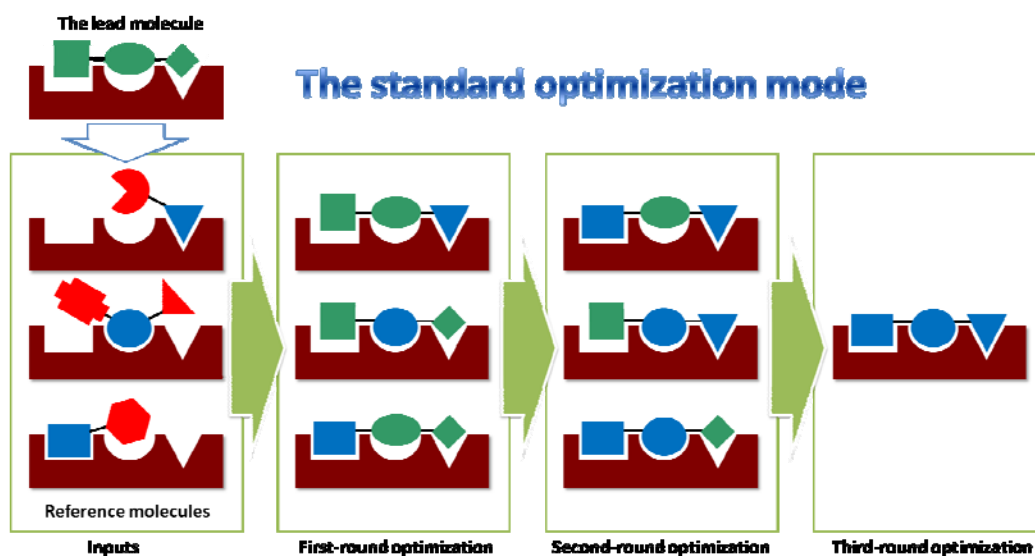 The lead molecule
The standard optimization mode
Reference molecules
Inputs
First-round optimization
Second-round optimization
Third-round optimization